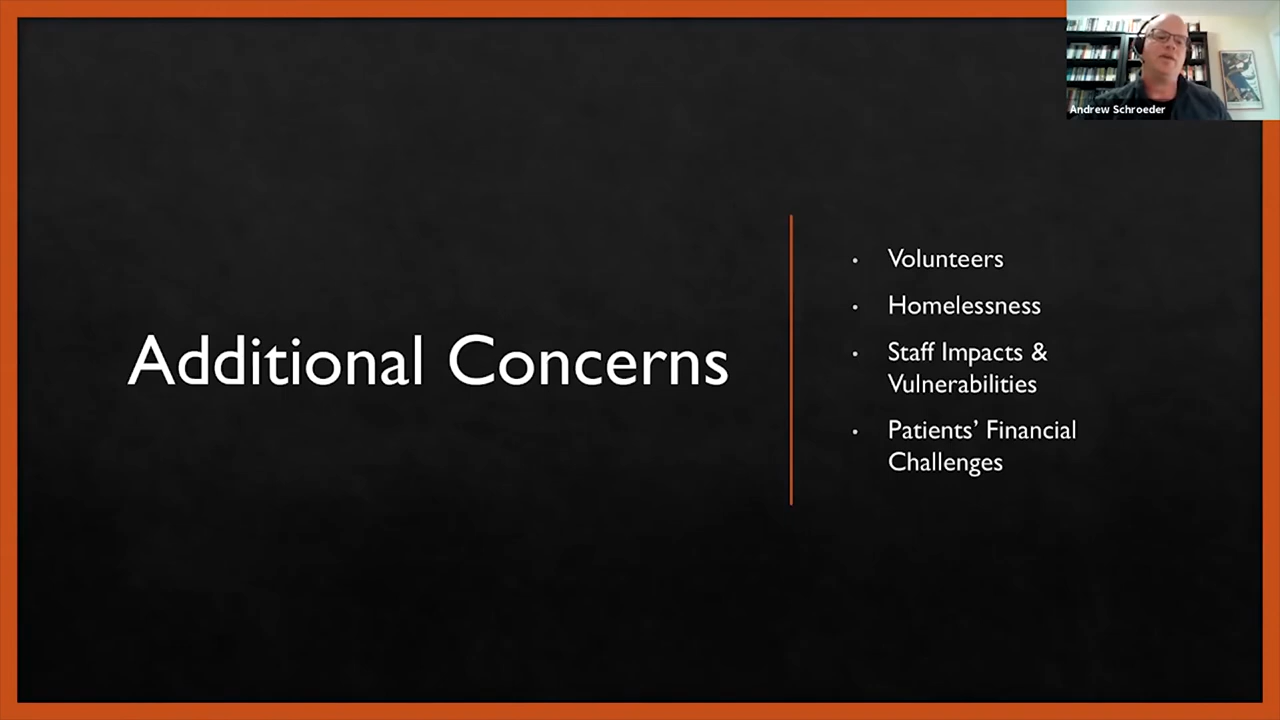 Andrew Schroeder
Additional Concerns
• Volunteers
• Homelessness
• Staff Impacts &
Vulnerabilities
• Patients’ Financial
Challenges